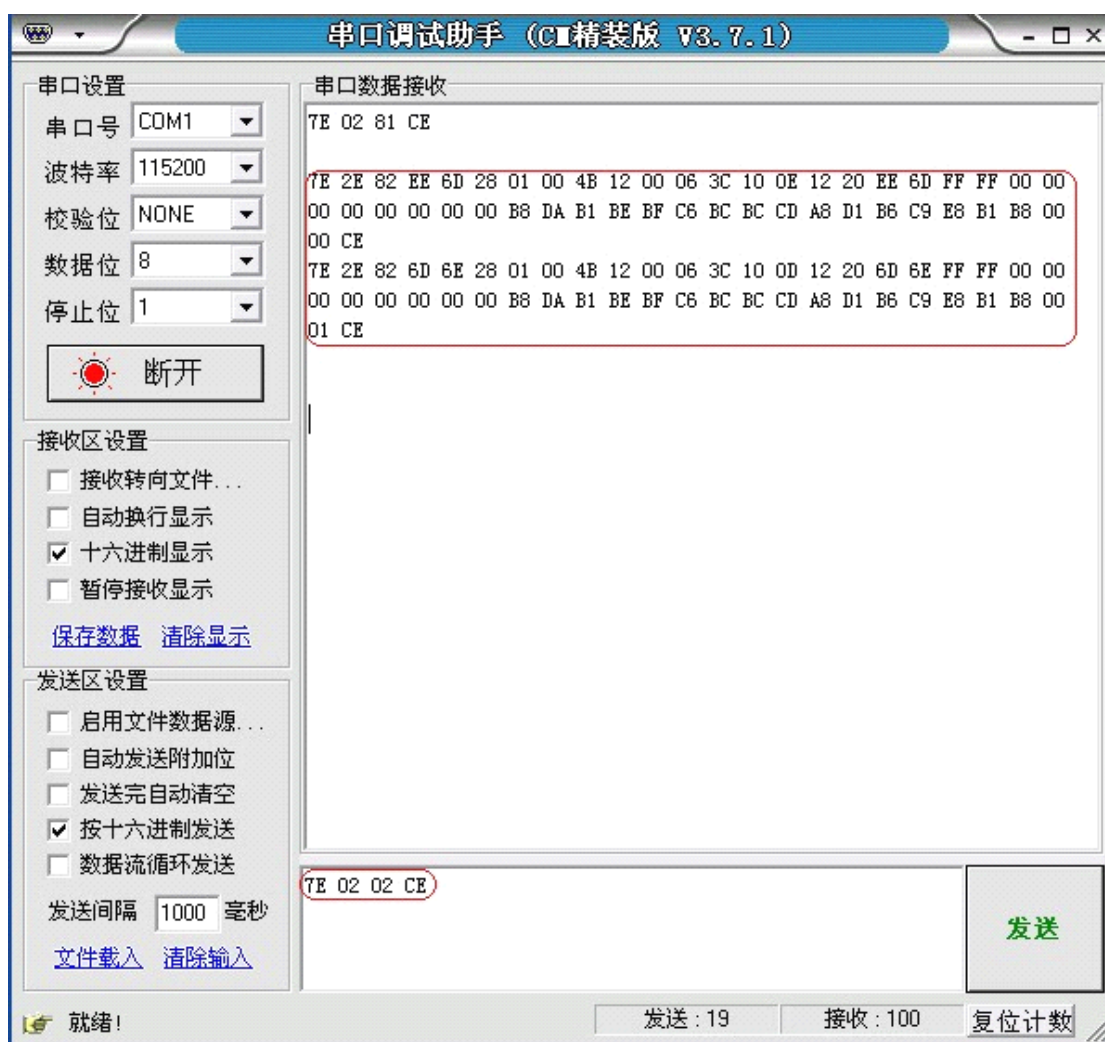 串口调试助手 (CM精装版 V3.7.1)
串口设置
串口号 COM1
波特率 115200
校验位 NONE
数据位 8
停止位 1
断开
接收区设置
接收转向文件...
自动换行显示
十六进制显示
暂停接收显示
保存数据 清除显示
发送区设置
启用文件数据源...
自动发送附加位
发送完自动清空
按十六进制发送
数据流循环发送
发送间隔 1000 毫秒
文件载入 清除输入
串口数据接收
7E 02 81 CE
7E 2E 82 EE 6D 28 01 00 4B 12 00 06 3C 10 0E 12 20 EE 6D FF FF 00 00
00 00 00 00 00 00 B8 DA B1 BE BF C6 BC BC CD A8 D1 B6 C9 E8 B1 B8 00
00 CE
7E 2E 82 6D 6E 28 01 00 4B 12 00 06 3C 10 0D 12 20 6D 6E FF FF 00 00
00 00 00 00 00 00 B8 DA B1 BE BF C6 BC BC CD A8 D1 B6 C9 E8 B1 B8 00
01 CE
7E 02 02 CE
发送
就绪!
发送:19
接收:100
复位计数